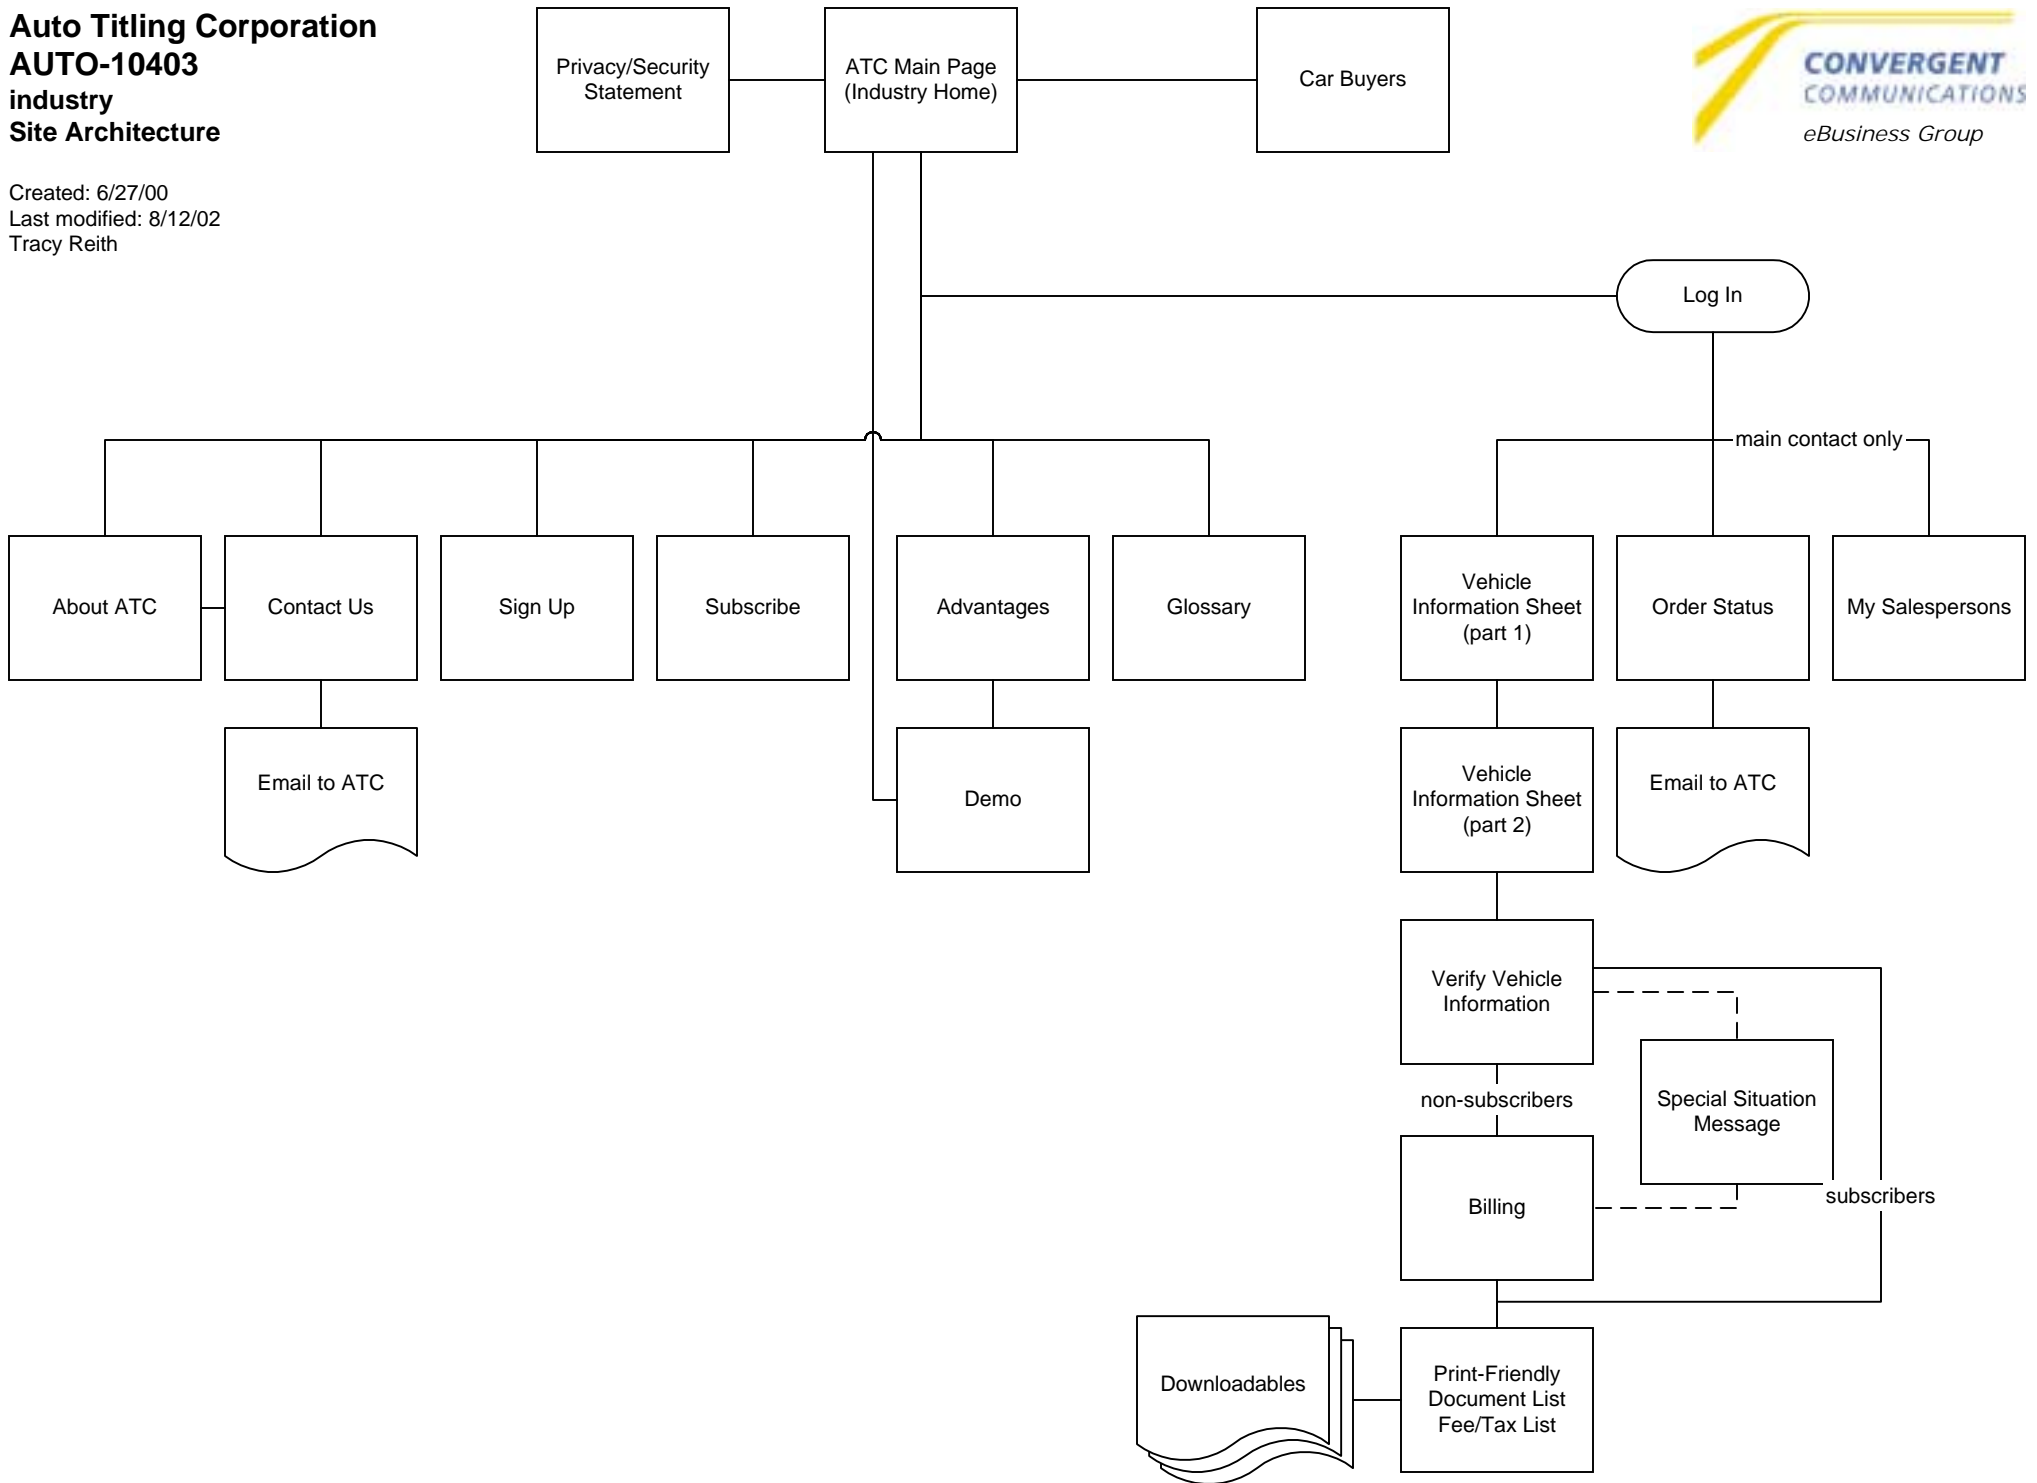 Auto Titling Corporation
AUTO-10403
industry
Site Architecture
Created: 6/27/00
Last modified: 8/12/02
Tracy Reith
Privacy/Security
Statement
ATC Main Page
(Industry Home)
Car Buyers
CONVERGENT
COMMUNICATIONS
eBusiness Group
Log In
main contact only
About ATC
Contact Us
Sign Up
Subscribe
Advantages
Glossary
Vehicle
Information Sheet
(part 1)
Order Status
My Salespersons
Email to ATC
Demo
Vehicle
Information Sheet
(part 2)
Email to ATC
Verify Vehicle
Information
non-subscribers
Special Situation
Message
Billing
subscribers
Downloadables
Print-Friendly
Document List
Fee/Tax List